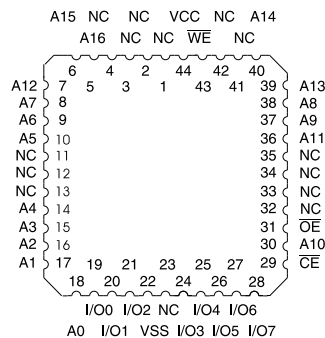 A15 NC NC VCC NC A14
A16 NC NC W̅E̅ NC
6 4 2 44 42 40
5 3 1 43 41
A12 7 39 A13
A7 8 38 A8
A6 9 37 A9
A5 10 36 A11
NC 11 35 NC
NC 12 34 NC
NC 13 33 NC
A4 14 32 NC
A3 15 31 O̅E̅
A2 16 30 A10
A1 17 29 C̅E̅
19 21 23 25 27
18 20 22 24 26 28
I/O0 I/O2 NC I/O4 I/O6
A0 I/O1 VSS I/O3 I/O5 I/O7